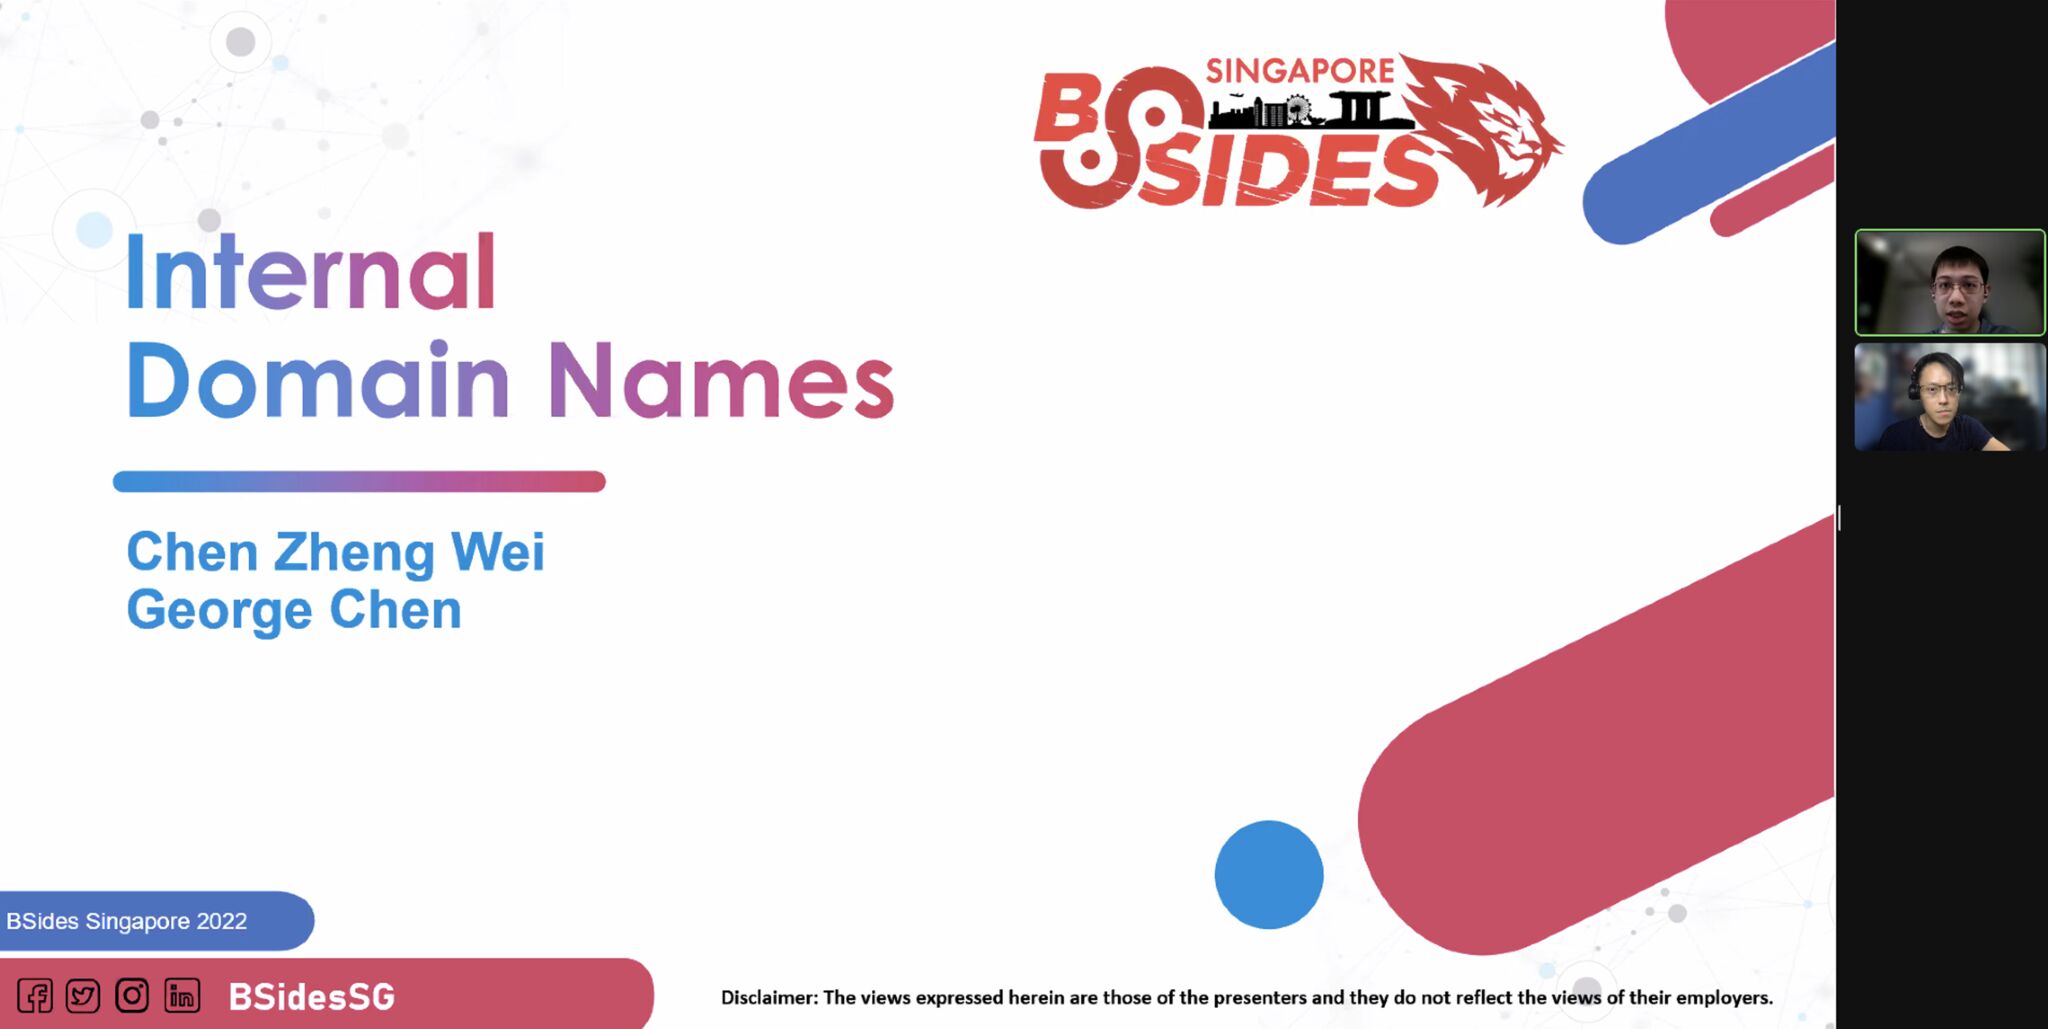 SINGAPORE
BSIDES
Internal
Domain Names
Chen Zheng Wei
George Chen
BSides Singapore 2022
BSidesSG
Disclaimer: The views expressed herein are those of the presenters and they do not reflect the views of their employers.